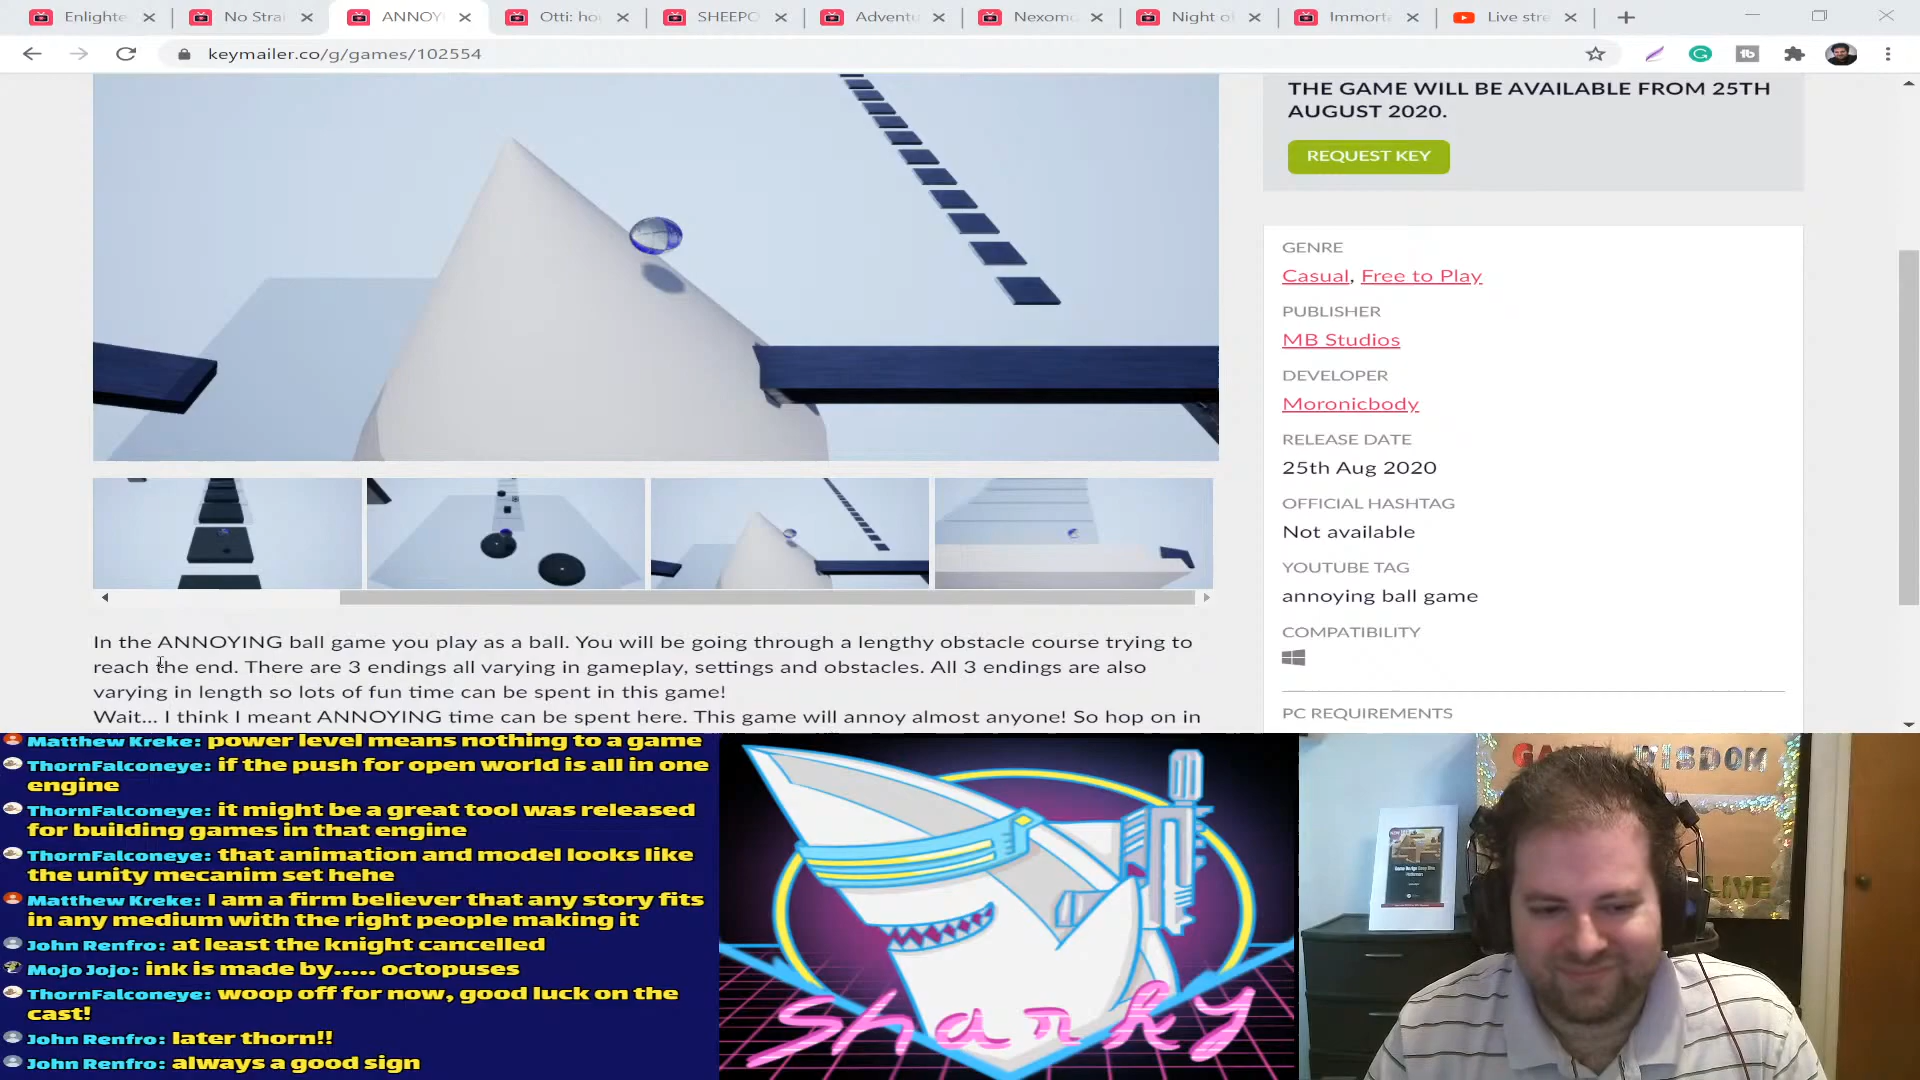 Enlighte
No Stra
ANNOY
Otti: ho
SHEEPO
Adventu
Nexomo
Night o
Immorta
Live stre
keymailer.co/g/games/102554
THE GAME WILL BE AVAILABLE FROM 25TH
AUGUST 2020.
REQUEST KEY
GENRE
Casual, Free to Play
PUBLISHER
MB Studios
DEVELOPER
Moronicbody
RELEASE DATE
25th Aug 2020
OFFICIAL HASHTAG
Not available
YOUTUBE TAG
annoying ball game
COMPATIBILITY
PC REQUIREMENTS
In the ANNOYING ball game you play as a ball. You will be going through a lengthy obstacle course trying to
reach the end. There are 3 endings all varying in gameplay, settings and obstacles. All 3 endings are also
varying in length so lots of fun time can be spent in this game!
Wait... I think I meant ANNOYING time can be spent here. This game will annoy almost anyone! So hop on in
Matthew Kreke: power level means nothing to a game
ThornFalconeye: if the push for open world is all in one
engine
ThornFalconeye: it might be a great tool was released
for building games in that engine
ThornFalconeye: that animation and model looks like
the unity mecanim set hehe
Matthew Kreke: I am a firm believer that any story fits
in any medium with the right people making it
John Renfro: at least the knight cancelled
Mojo Jojo: ink is made by..... octopuses
ThornFalconeye: woop off for now, good luck on the
cast!
John Renfro: later thorn!!
John Renfro: always a good sign
Sharky
WISDOM
LIVE